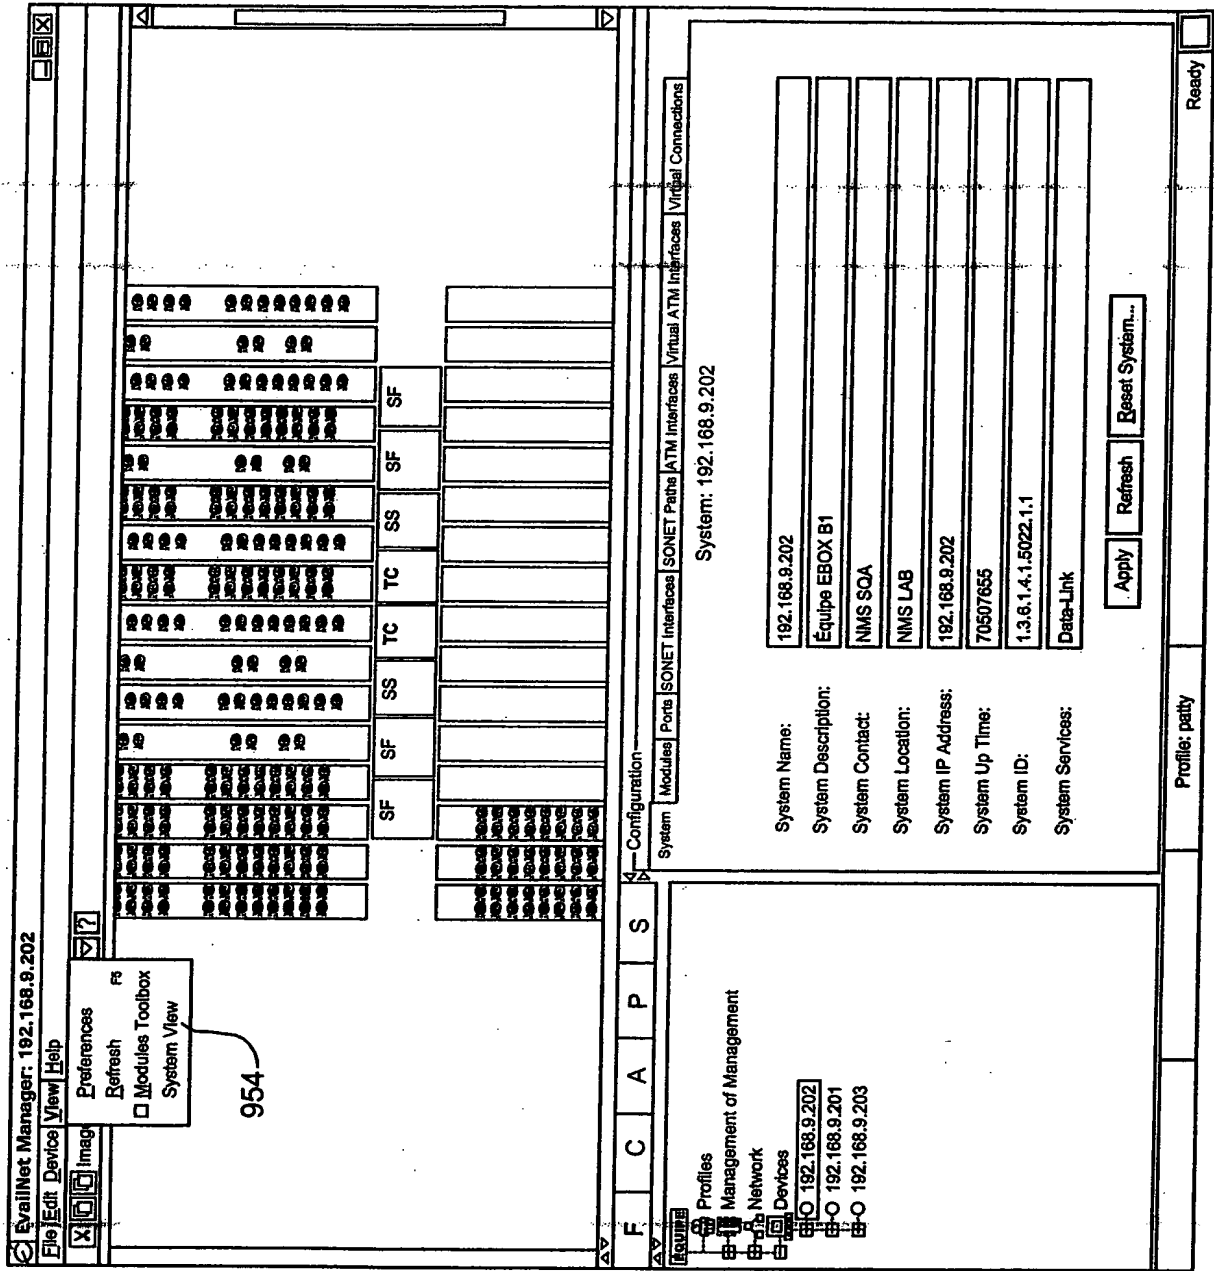 EvailNet Manager: 192.168.9.202
File Edit Device View Help
Image
?
Preferences
Refresh F5
Modules Toolbox
System View
954
SF SF SS TC TC SS SF SF
F C A P S
EQUIPE
Profiles
Management of Management
Network
Devices
192.168.9.202
192.168.9.201
192.168.9.203
Configuration
System Modules Ports SONET Interfaces SONET Paths ATM Interfaces Virtual ATM Interfaces Virtual Connections
System: 192.168.9.202
System Name: 192.168.9.202
System Description: Équipe EBOX B1
System Contact: NMS SQA
System Location: NMS LAB
System IP Address: 192.168.9.202
System Up Time: 70507655
System ID: 1.3.6.1.4.1.5022.1.1
System Services: Data-Link
Apply Refresh Reset System...
Profile: patty
Ready